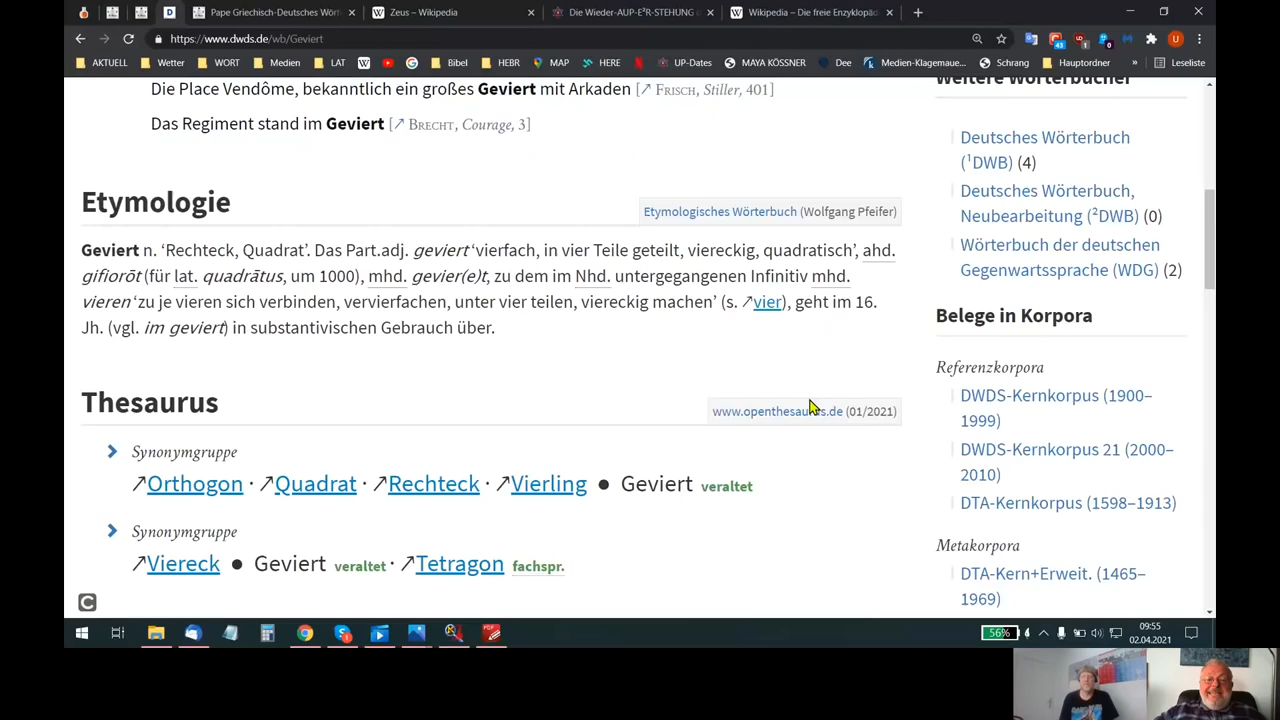 Pape Griechisch-Deutsches Wört
Zeus – Wikipedia
Die Wieder-AUP-E²R-STEHUNG
Wikipedia – Die freie Enzyklopäd
https://www.dwds.de/wb/Geviert
43
1
0
U
AKTUELL
Wetter
WORT
Medien
LAT
Bibel
HEBR
MAP
HERE
UP-Dates
MAYA KÖSSNER
Dee
Medien-Klagemaue...
Schrang
Hauptordner
»
Leseliste
Die Place Vendôme, bekanntlich ein großes Geviert mit Arkaden [↗ Frisch, Stiller, 401]
Das Regiment stand im Geviert [↗ Brecht, Courage, 3]
Etymologie
Etymologisches Wörterbuch (Wolfgang Pfeifer)
Geviert n. ‘Rechteck, Quadrat’. Das Part.adj. geviert ‘vierfach, in vier Teile geteilt, viereckig, quadratisch’, ahd.
gifiorōt (für lat. quadrātus, um 1000), mhd. gevier(e)t, zu dem im Nhd. untergegangenen Infinitiv mhd.
vieren ‘zu je vieren sich verbinden, vervierfachen, unter vier teilen, viereckig machen’ (s. ↗vier), geht im 16.
Jh. (vgl. im geviert) in substantivischen Gebrauch über.
Thesaurus
www.openthesaurus.de (01/2021)
Synonymgruppe
↗Orthogon · ↗Quadrat · ↗Rechteck · ↗Vierling ● Geviert veraltet
Synonymgruppe
↗Viereck ● Geviert veraltet · ↗Tetragon fachspr.
Weitere Wörterbücher
Deutsches Wörterbuch
(¹DWB) (4)
Deutsches Wörterbuch,
Neubearbeitung (²DWB) (0)
Wörterbuch der deutschen
Gegenwartssprache (WDG) (2)
Belege in Korpora
Referenzkorpora
DWDS-Kernkorpus (1900–
1999)
DWDS-Kernkorpus 21 (2000–
2010)
DTA-Kernkorpus (1598–1913)
Metakorpora
DTA-Kern+Erweit. (1465–
1969)
56%
09:55
02.04.2021